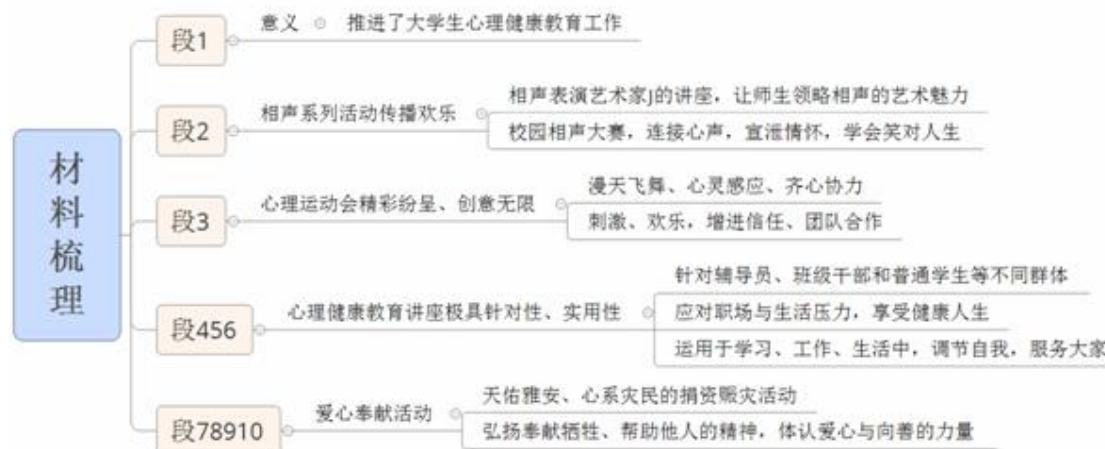 材料梳理
段1
意义
推进了大学生心理健康教育工作
段2
相声系列活动传播欢乐
相声表演艺术家J的讲座，让师生领略相声的艺术魅力
校园相声大赛，连接心声，宣泄情怀，学会笑对人生
段3
心理运动会精彩纷呈、创意无限
漫天飞舞、心灵感应、齐心协力
刺激、欢乐，增进信任、团队合作
段456
心理健康教育讲座极具针对性、实用性
针对辅导员、班级干部和普通学生等不同群体
应对职场与生活压力，享受健康人生
运用于学习、工作、生活中，调节自我，服务大家
段78910
爱心奉献活动
天佑雅安、心系灾民的捐资赈灾活动
弘扬奉献牺牲、帮助他人的精神，体认爱心与向善的力量